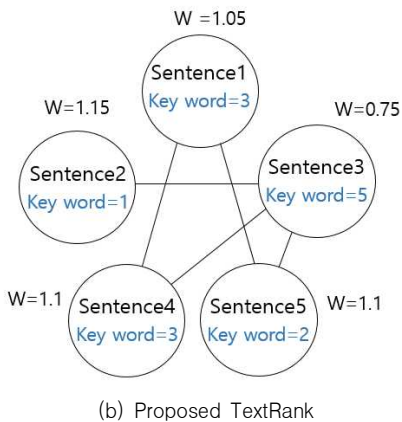 W =1.05
Sentence1
Key word=3
W=1.15
Sentence2
Key word=1
W=0.75
Sentence3
Key word=5
W=1.1
Sentence4
Key word=3
Sentence5
Key word=2
W=1.1
(b) Proposed TextRank